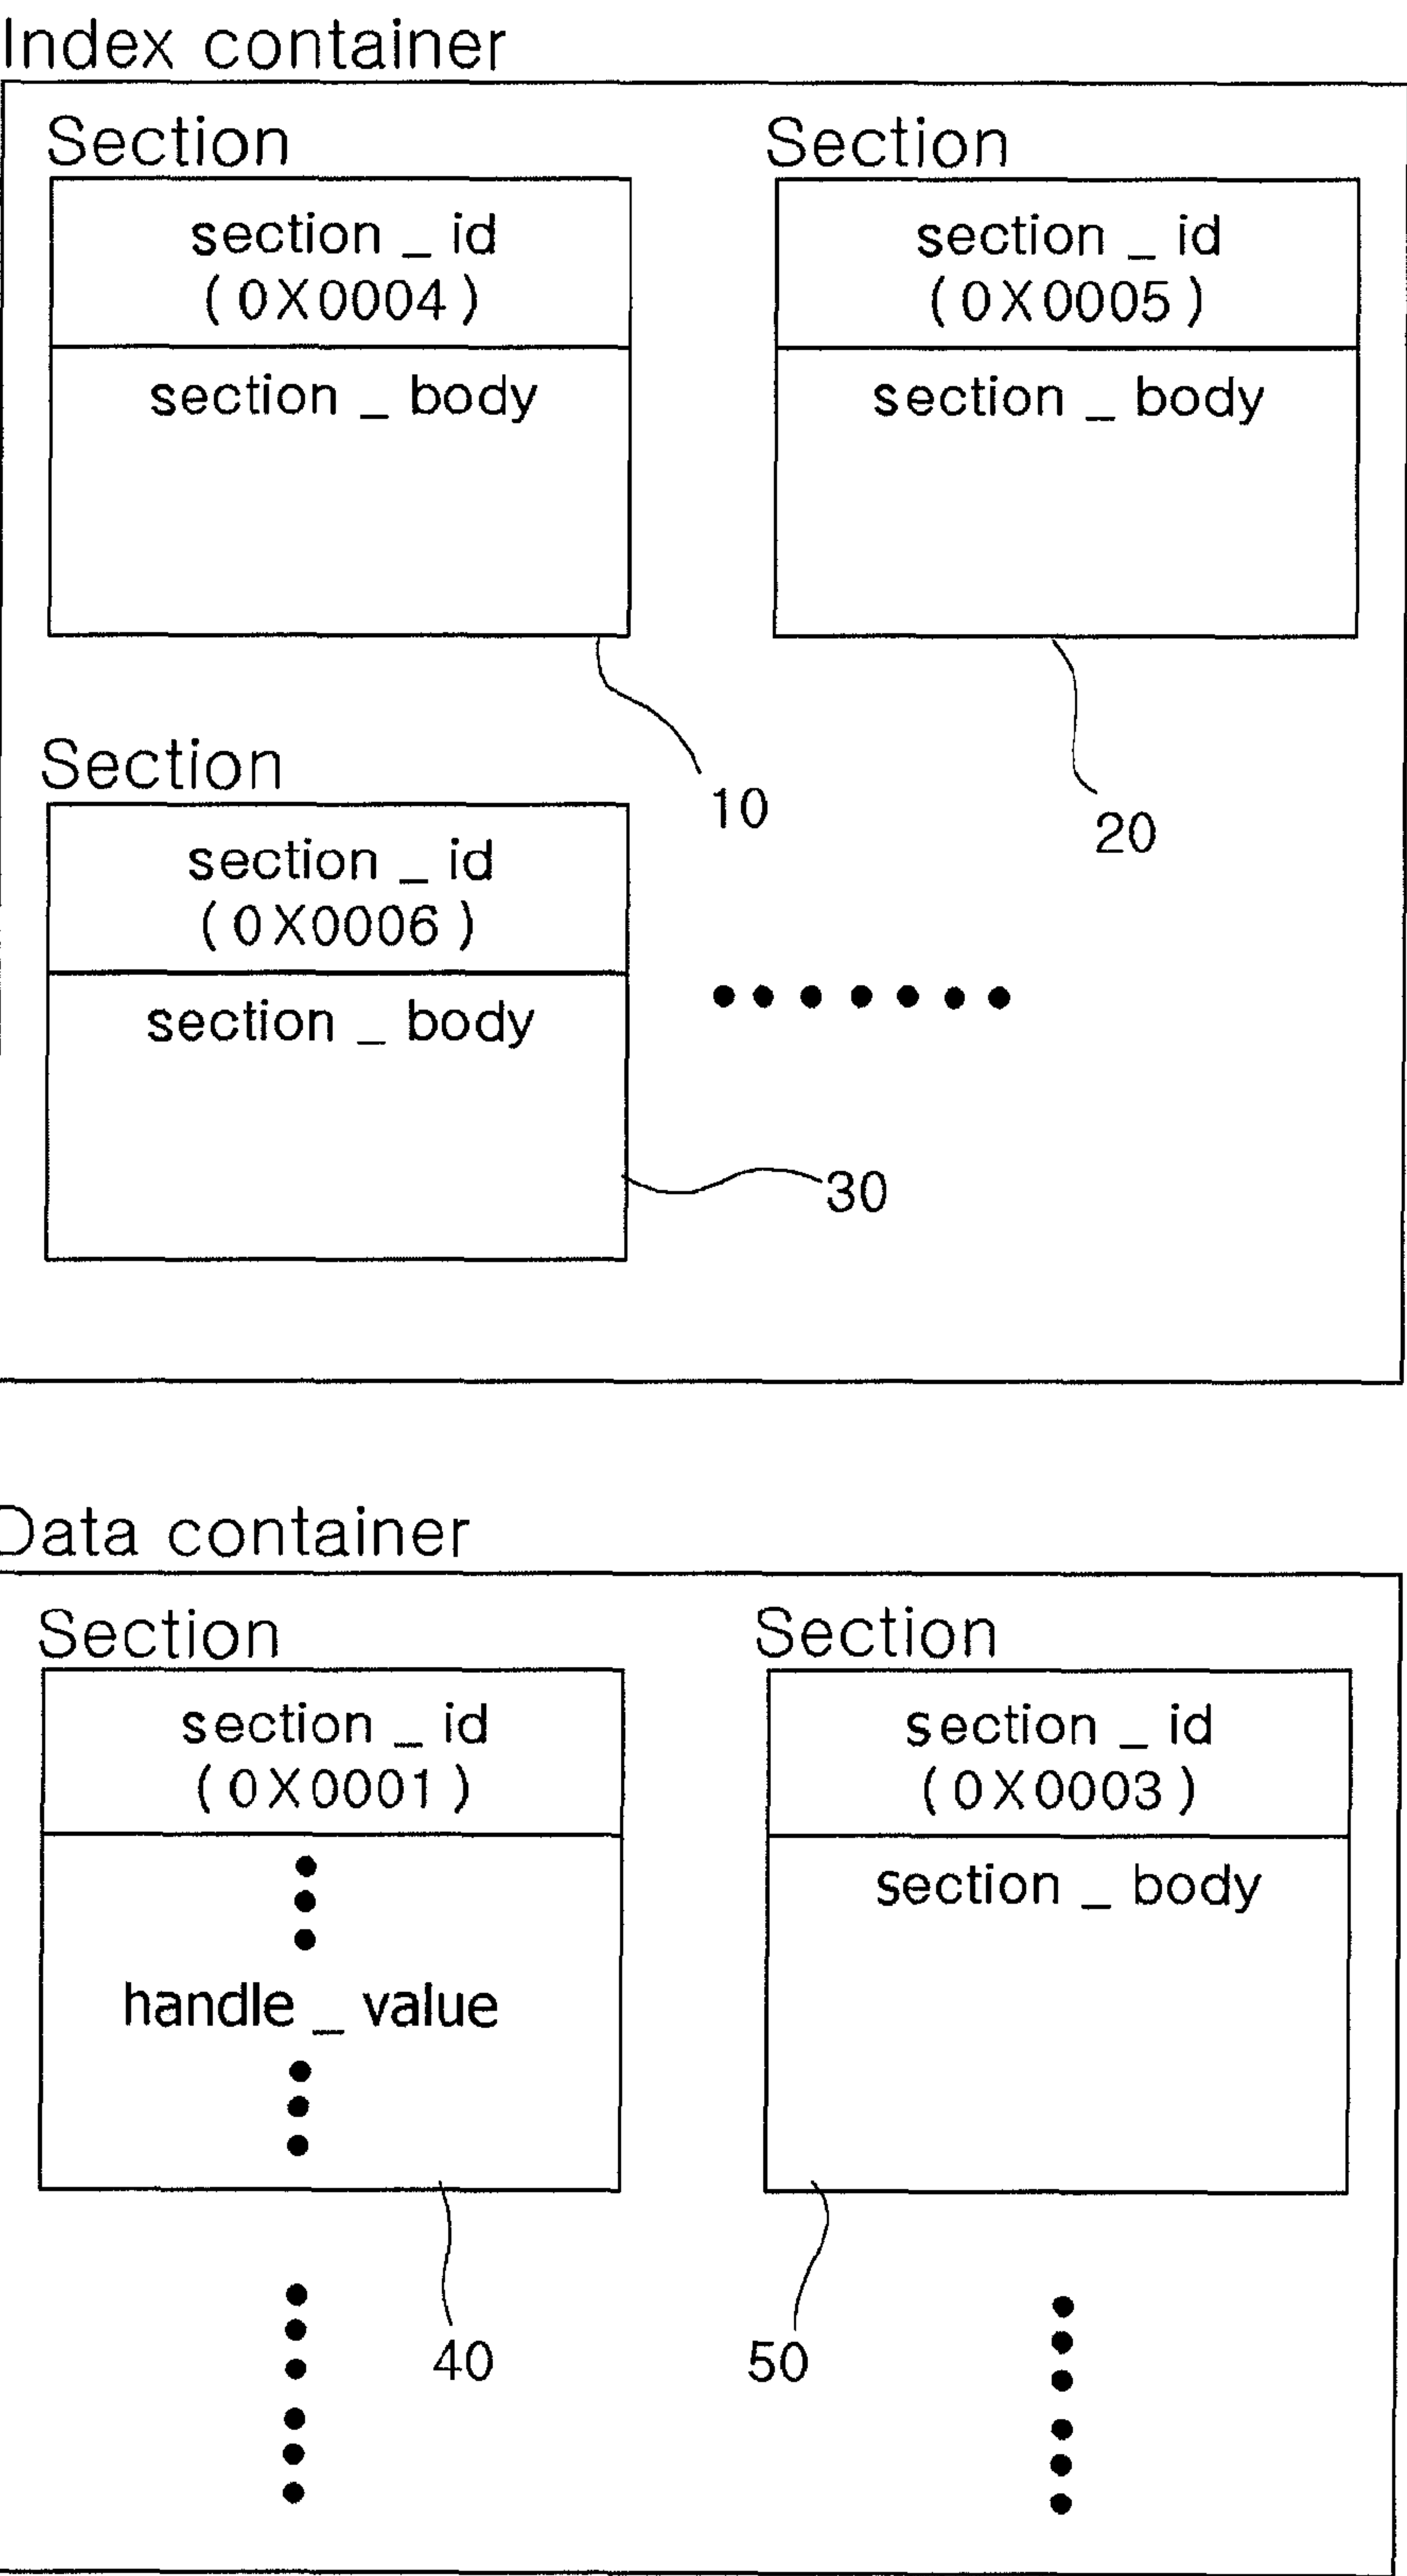 Index container
Section
Section
section _ id
(0X0004)
section _ body
section _ id
(0X0005)
section _ body
10
20
Section
section _ id
(0X0006)
section _ body
30
Data container
Section
Section
section _ id
(0X0001)
handle _ value
section _ id
(0X0003)
section _ body
40
50